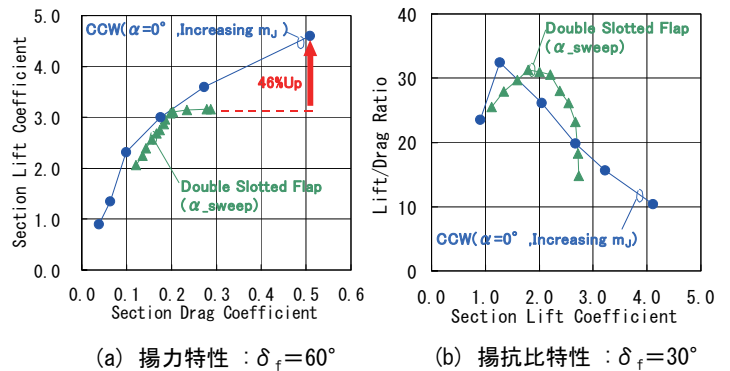 CCW(α=0° ,Increasing mJ)
5.0
4.0
3.0
2.0
1.0
0.0
Section Lift Coefficient
46%Up
Double Slotted Flap
(α_sweep)
0.0 0.1 0.2 0.3 0.4 0.5 0.6
Section Drag Coefficient
(a) 揚力特性 : δf=60°
40
30
20
10
0
Lift/Drag Ratio
Double Slotted Flap
(α_sweep)
CCW(α=0° ,Increasing mJ)
0.0 1.0 2.0 3.0 4.0 5.0
Section Lift Coefficient
(b) 揚抗比特性 : δf=30°